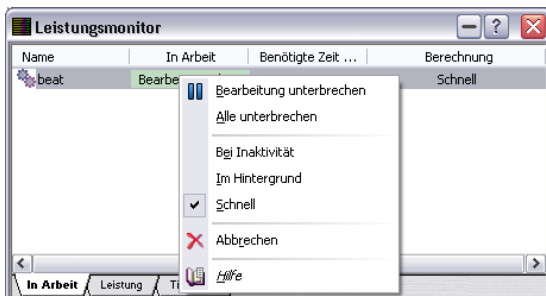 Leistungsmonitor
Name In Arbeit Benötigte Zeit ... Berechnung
beat Schnell
Bearbeitung unterbrechen
Alle unterbrechen
Bei Inaktivität
Im Hintergrund
Schnell
Abbrechen
Hilfe
In Arbeit Leistung